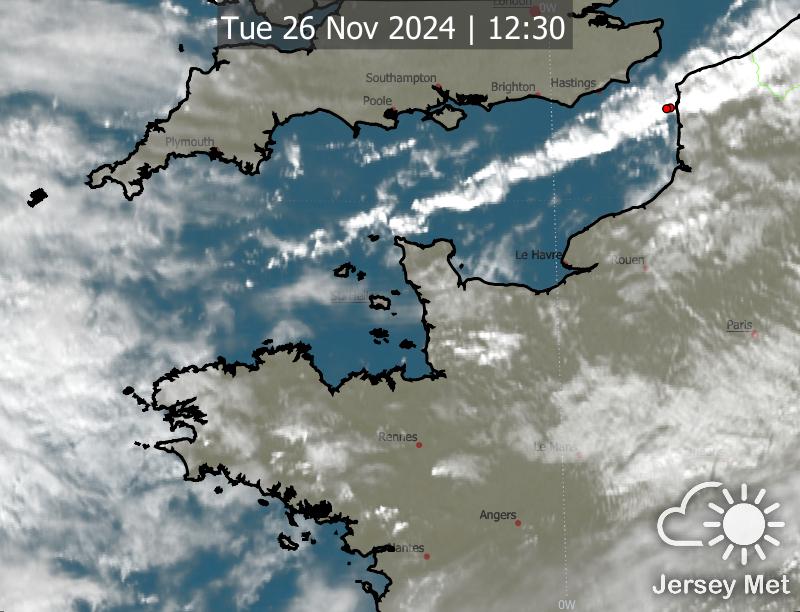 London
0W
Tue 26 Nov 2024 | 12:30
Southampton
Brighton
Hastings
Poole
Plymouth
Le Havre
Rouen
Paris
Rennes
Le Mans
Angers
Nantes
Jersey Met
0W